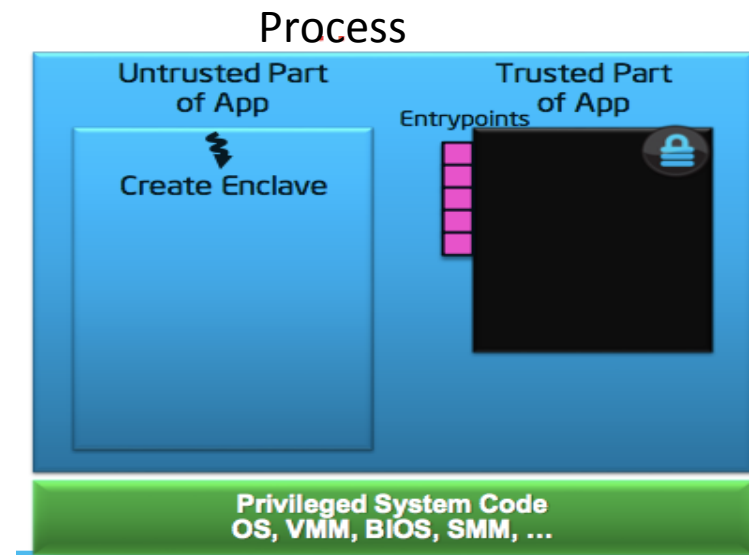 Process
Untrusted Part
of App
Trusted Part
of App
Entrypoints
Create Enclave
Privileged System Code
OS, VMM, BIOS, SMM, ...